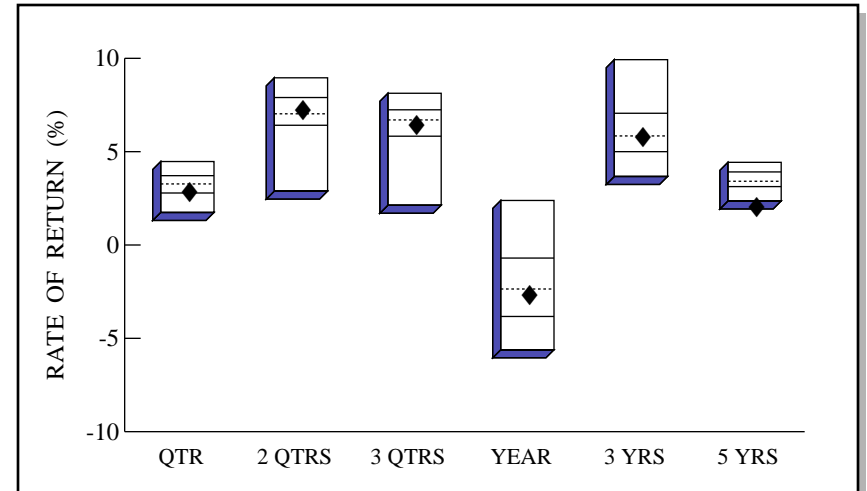 10
5
0
-5
-10
RATE OF RETURN (%)
QTR 2 QTRS 3 QTRS YEAR 3 YRS 5 YRS